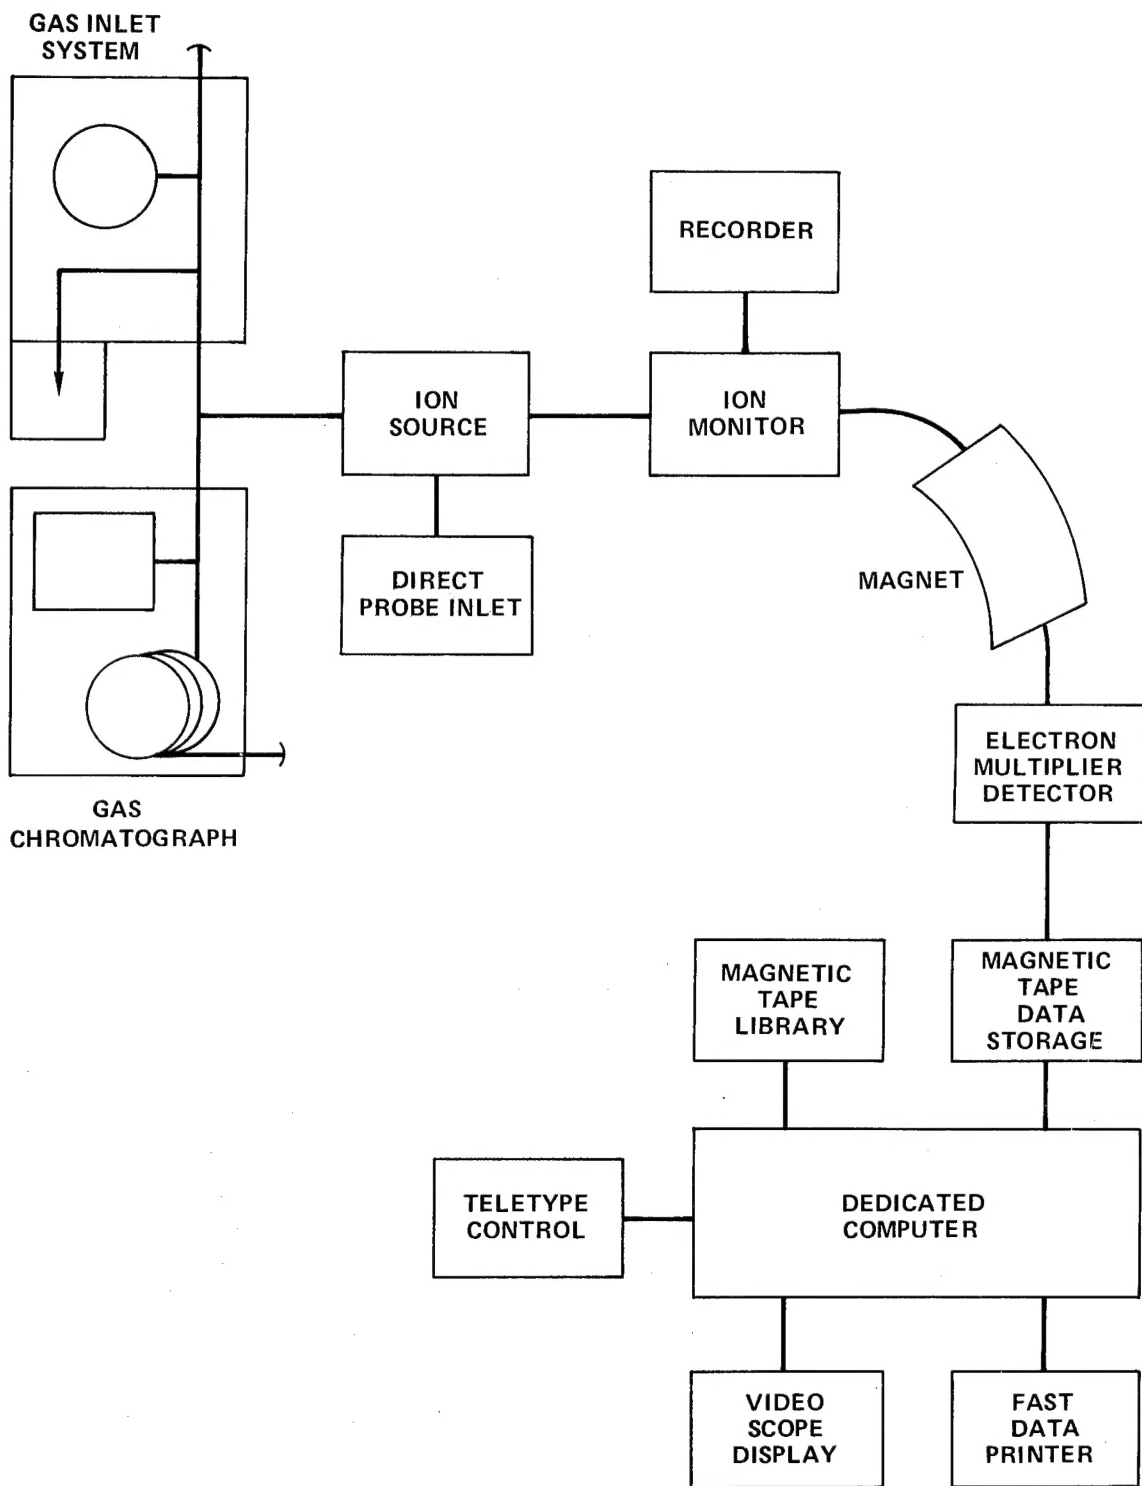 GAS INLET
SYSTEM
RECORDER
ION
SOURCE
ION
MONITOR
DIRECT
PROBE INLET
MAGNET
GAS
CHROMATOGRAPH
ELECTRON
MULTIPLIER
DETECTOR
MAGNETIC
TAPE
LIBRARY
MAGNETIC
TAPE
DATA
STORAGE
TELETYPE
CONTROL
DEDICATED
COMPUTER
VIDEO
SCOPE
DISPLAY
FAST
DATA
PRINTER